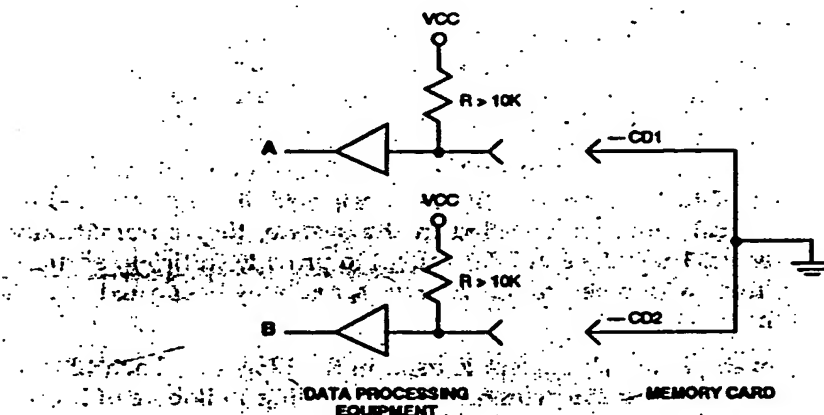 VCC
R > 10K
A
— CD1
VCC
R > 10K
B
— CD2
DATA PROCESSING
EQUIPMENT
MEMORY CARD